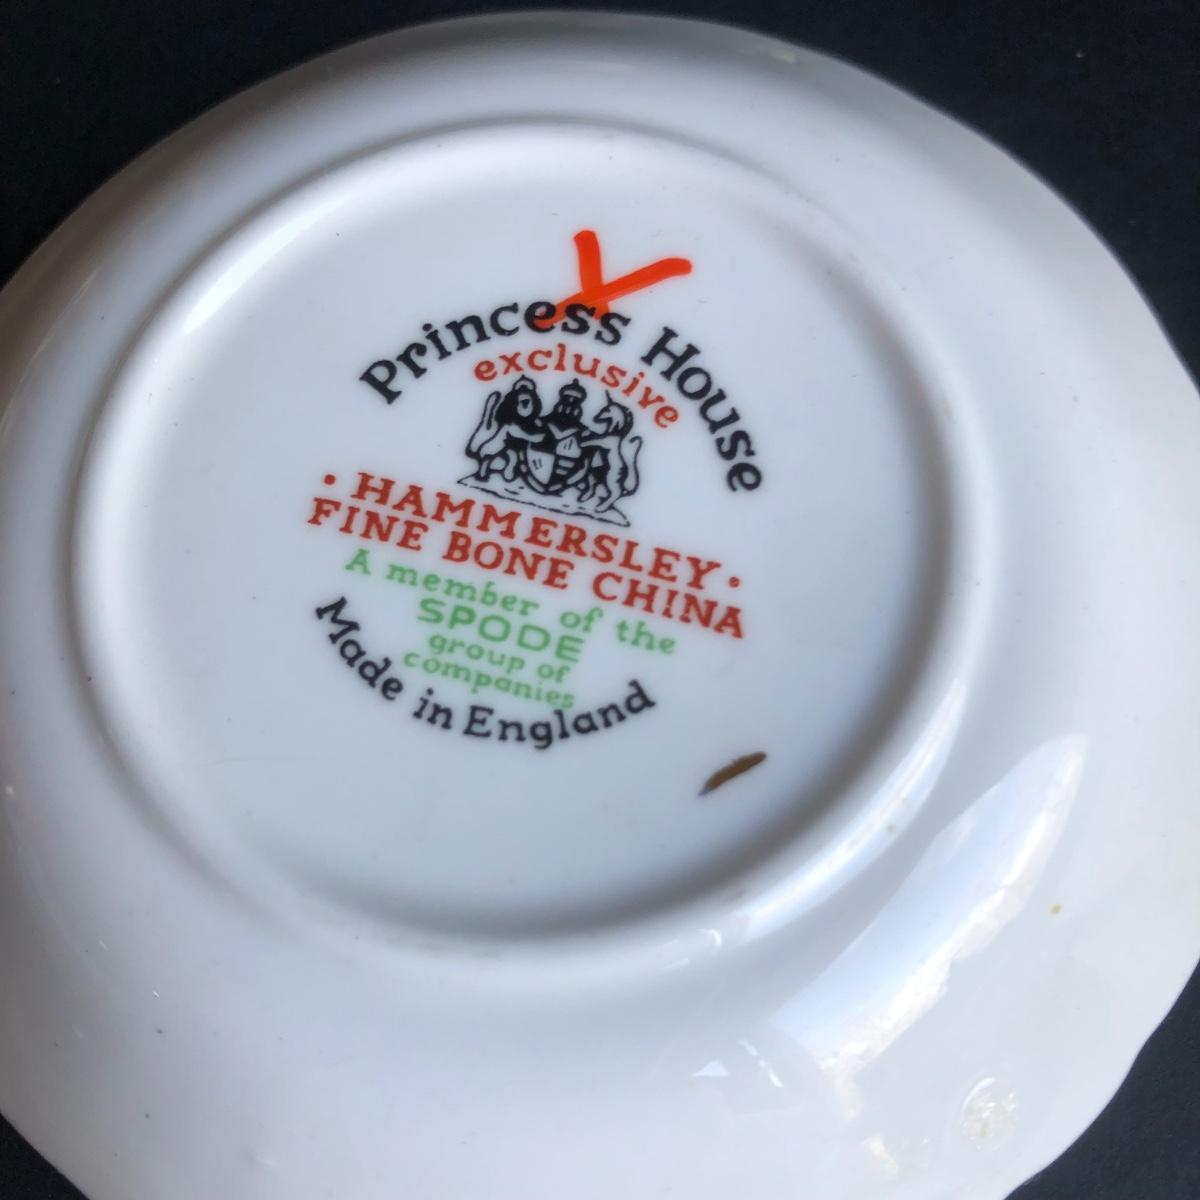 Princess House
exclusive
· HAMMERSLEY ·
FINE BONE CHINA
A member of the
SPODE
group of
companies
Made in England